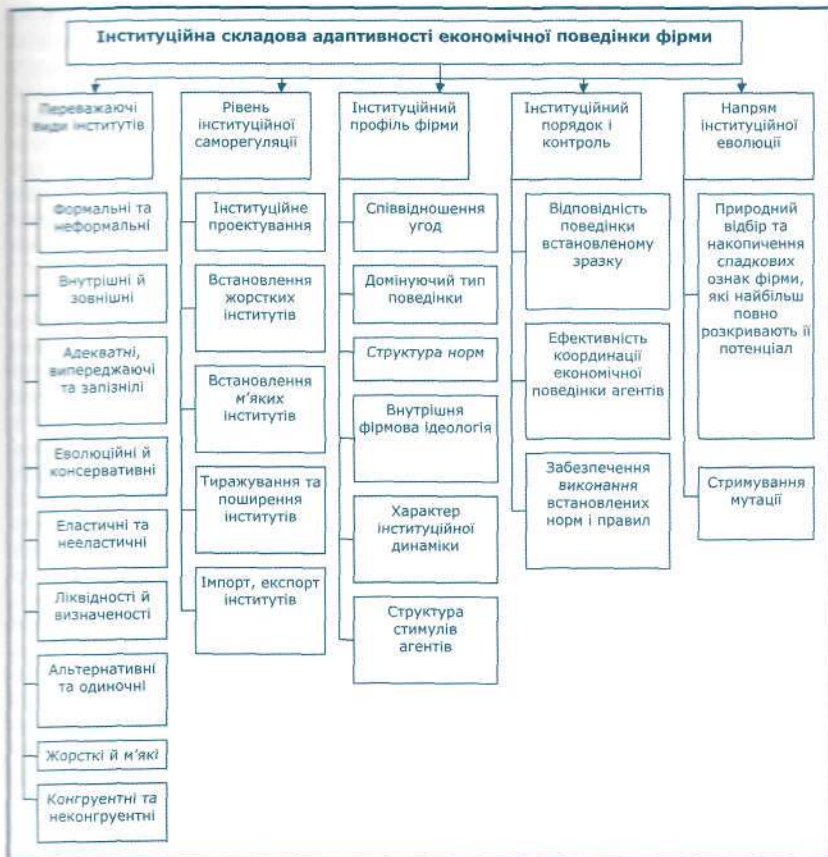 Інституційна складова адаптивності економічної поведінки фірми
Переважаючі
види інститутів
Формальні та
неформальні
Внутрішні й
зовнішні
Адекватні,
випереджаючі
та запізнілі
Еволюційні й
консервативні
Еластичні та
нееластичні
Ліквідності й
визначеності
Альтернативні
та одиночні
Жорсткі й м'які
Конгруентні та
неконгруентні
Рівень
інституційної
саморегуляції
Інституційне
проектування
Встановлення
жорстких
інститутів
Встановлення
м'яких
інститутів
Тиражування та
поширення
інститутів
Імпорт, експорт
інститутів
Інституційний
профіль фірми
Співвідношення
угод
Домінуючий тип
поведінки
Структура норм
Внутрішня
фірмова ідеологія
Характер
інституційної
динаміки
Структура
стимулів
агентів
Інституційний
порядок і
контроль
Відповідність
поведінки
встановленому
зразку
Ефективність
координації
економічної
поведінки агентів
Забезпечення
виконання
встановлених
норм і правил
Напрям
інституційної
еволюції
Природний
відбір та
накопичення
спадкових
ознак фірми,
які найбільш
повно
розкривають її
потенціал
Стримування
мутації